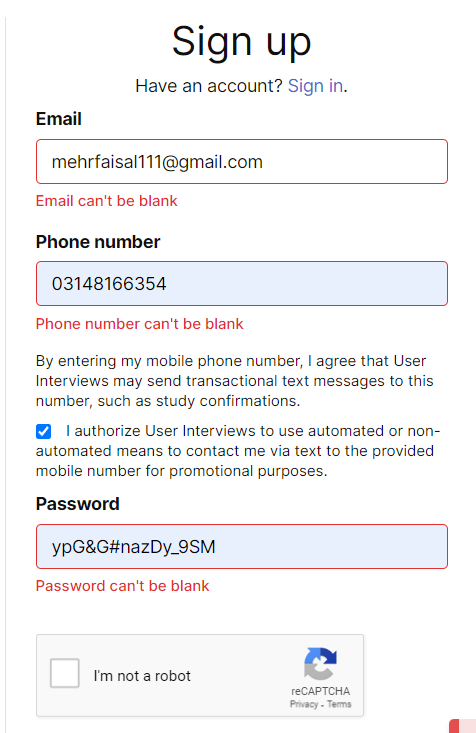 Sign up
Have an account? Sign in.
Email
mehrfaisal111@gmail.com
Email can't be blank
Phone number
03148166354
Phone number can't be blank
By entering my mobile phone number, I agree that User
Interviews may send transactional text messages to this
number, such as study confirmations.
I authorize User Interviews to use automated or non-
automated means to contact me via text to the provided
mobile number for promotional purposes.
Password
ypG&G#nazDy_9SM
Password can't be blank
I'm not a robot
reCAPTCHA
Privacy - Terms